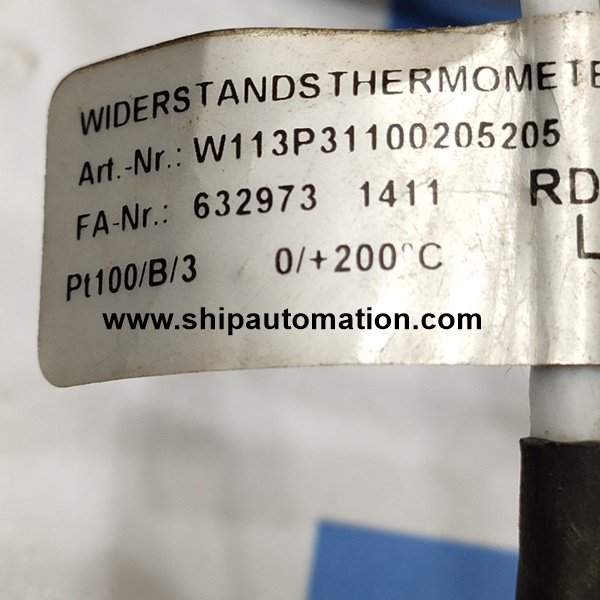 WIDERSTANDSTHERMOMETE
Art.-Nr.: W113P31100205205
FA-Nr.: 632973 1411 RD
L
Pt100/B/3 0/+200°C
www.shipautomation.com